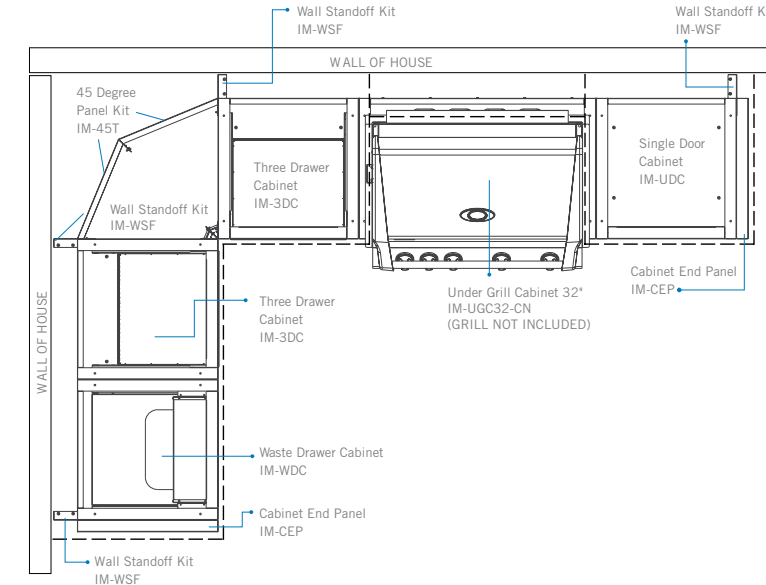 Wall Standoff Kit
IM-WSF
Wall Standoff K
IM-WSF
WALL OF HOUSE
45 Degree
Panel Kit
IM-45T
Three Drawer
Cabinet
IM-3DC
Single Door
Cabinet
IM-UDC
Wall Standoff Kit
IM-WSF
Cabinet End Panel
IM-CEP
Under Grill Cabinet 32"
IM-UGC32-CN
(GRILL NOT INCLUDED)
Three Drawer
Cabinet
IM-3DC
WALL OF HOUSE
Waste Drawer Cabinet
IM-WDC
Cabinet End Panel
IM-CEP
Wall Standoff Kit
IM-WSF